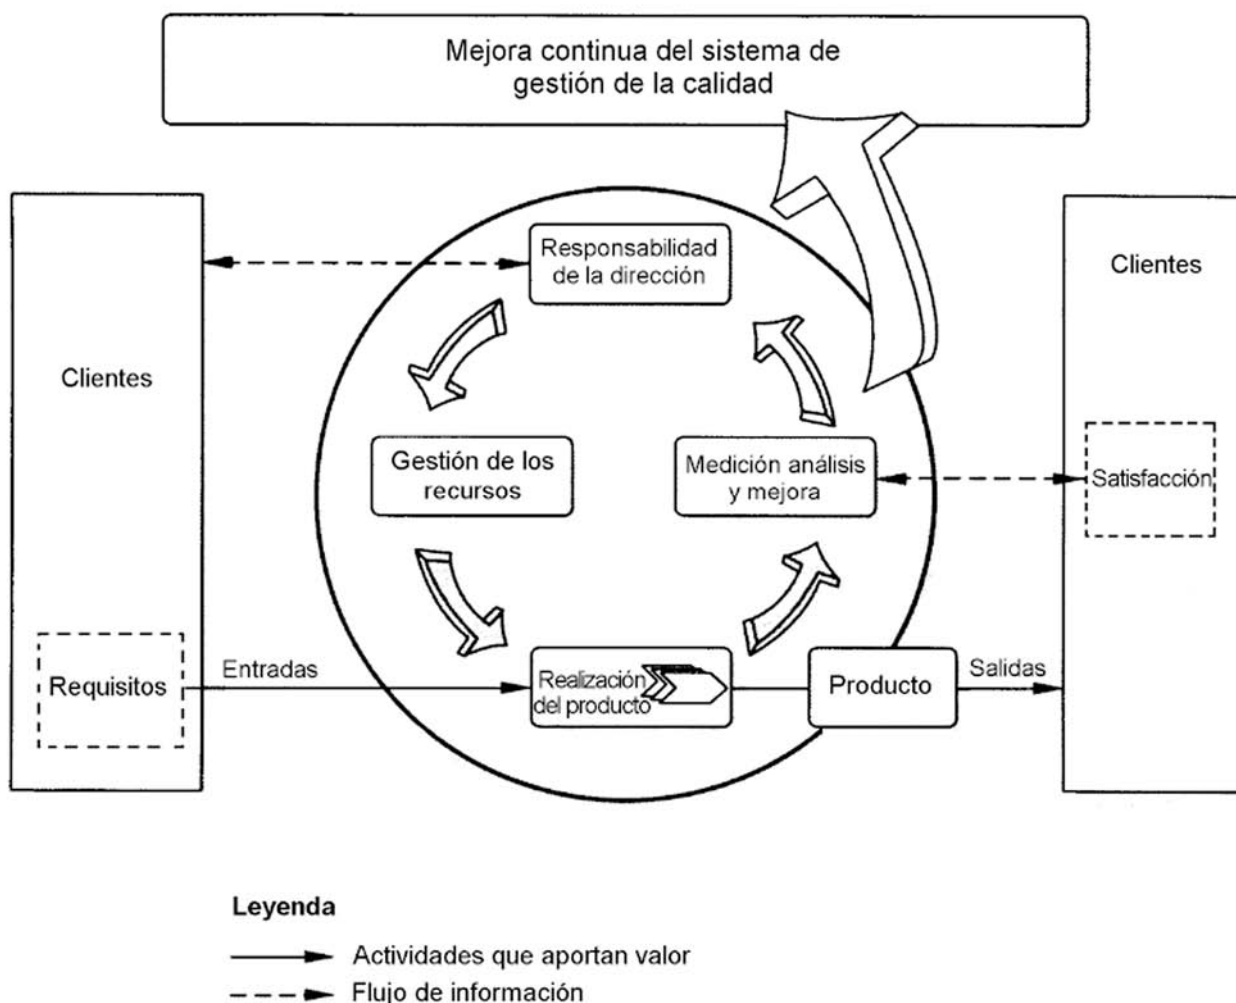 Mejora continua del sistema de
gestión de la calidad
Responsabilidad
de la dirección
Clientes
Clientes
Gestión de los
recursos
Medición análisis
y mejora
Satisfacción
Requisitos
Entradas
Realización
del producto
Producto
Salidas
Leyenda
Actividades que aportan valor
Flujo de información